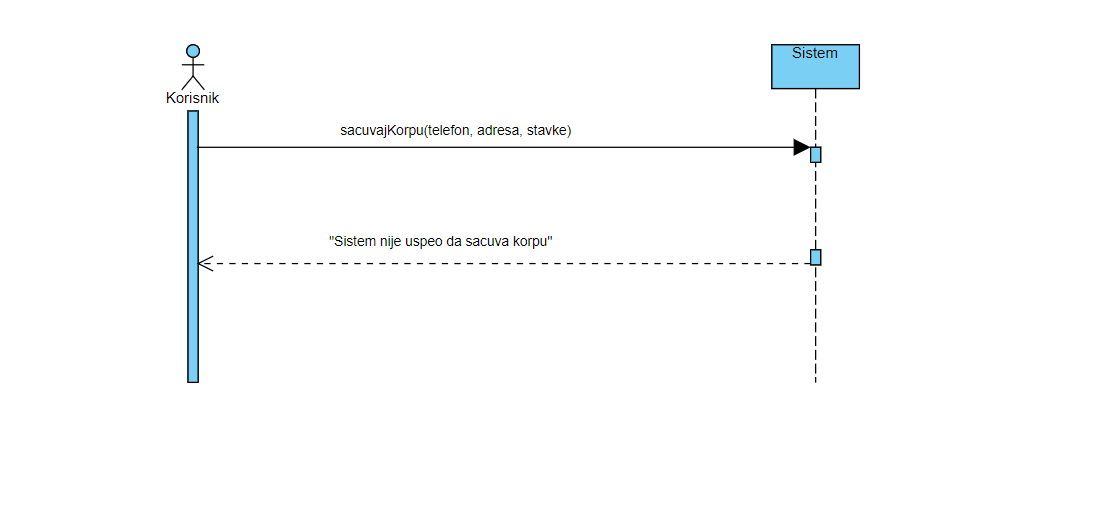 Sistem
Korisnik
sacuvajKorpu(telefon, adresa, stavke)
"Sistem nije uspeo da sacuva korpu"